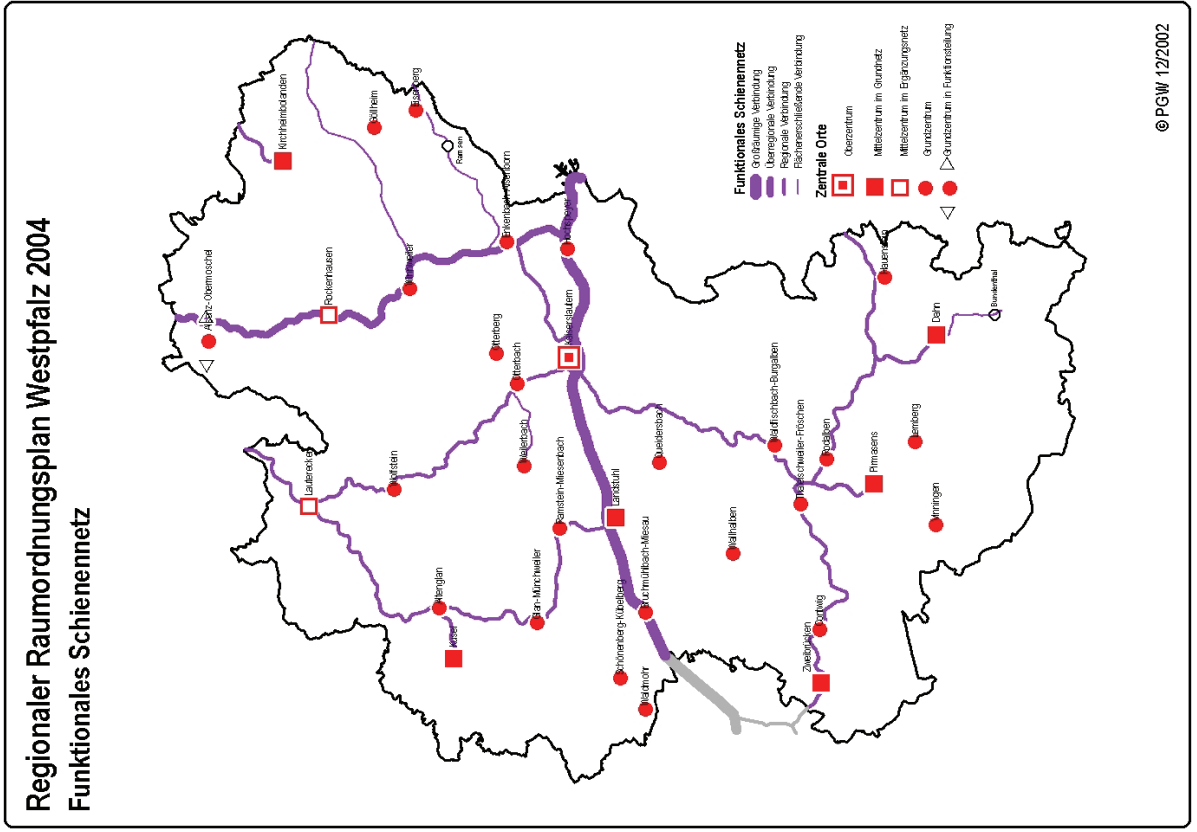 Regionaler Raumordnungsplan Westpfalz 2004
Funktionales Schienennetz
Kirchheimbolanden
Göllheim
Eisenberg
Ramsen
Alsenz-Obermoschel
Rockenhausen
Winnweiler
Enkenbach-Alsenborn
Hochspeyer
Otterberg
Otterbach
Kaiserslautern
Lauterecken
Wolfstein
Weilerbach
Ramstein-Miesenbach
Landstuhl
Queidersbach
Altenglan
Kusel
Glan-Münchweiler
Bruchmühlbach-Miesau
Schönenberg-Kübelberg
Waldmohr
Wallhalben
Waldfischbach-Burgalben
Thaleischweiler-Fröschen
Rodalben
Pirmasens
Lemberg
Vinningen
Hauenstein
Dahn
Bundenthal
Contwig
Zweibrücken
Funktionales Schienennetz
Großräumige Verbindung
Überregionale Verbindung
Regionale Verbindung
Flächenerschließende Verbindung
Zentrale Orte
Oberzentrum
Mittelzentrum im Grundnetz
Mittelzentrum im Ergänzungsnetz
Grundzentrum
Grundzentrum in Funktionsteilung
© PGW 12/2002